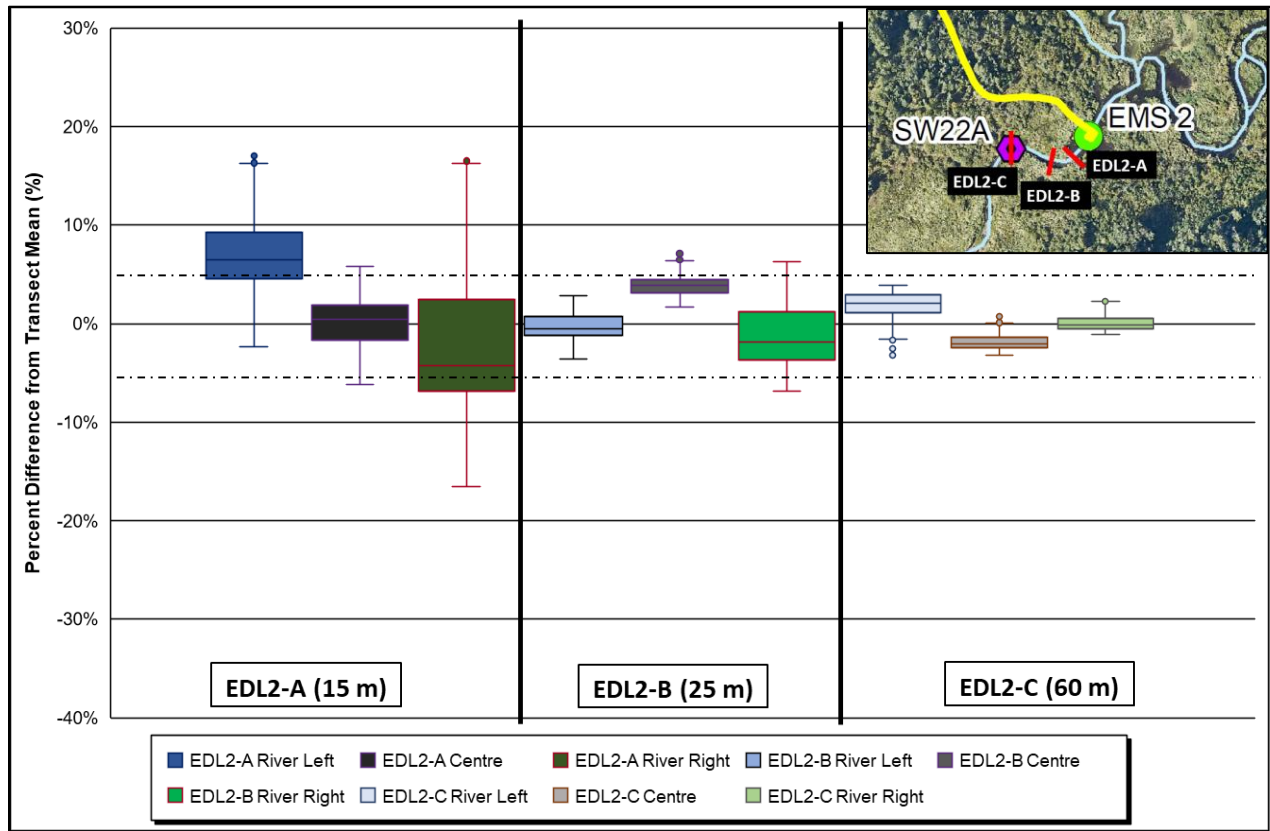 30%
20%
10%
0%
-10%
-20%
-30%
-40%
Percent Difference from Transect Mean (%)
SW22A
EMS 2
EDL2-C
EDL2-B
EDL2-A
EDL2-A (15 m)
EDL2-B (25 m)
EDL2-C (60 m)
EDL2-A River Left
EDL2-A Centre
EDL2-A River Right
EDL2-B River Left
EDL2-B Centre
EDL2-B River Right
EDL2-C River Left
EDL2-C Centre
EDL2-C River Right